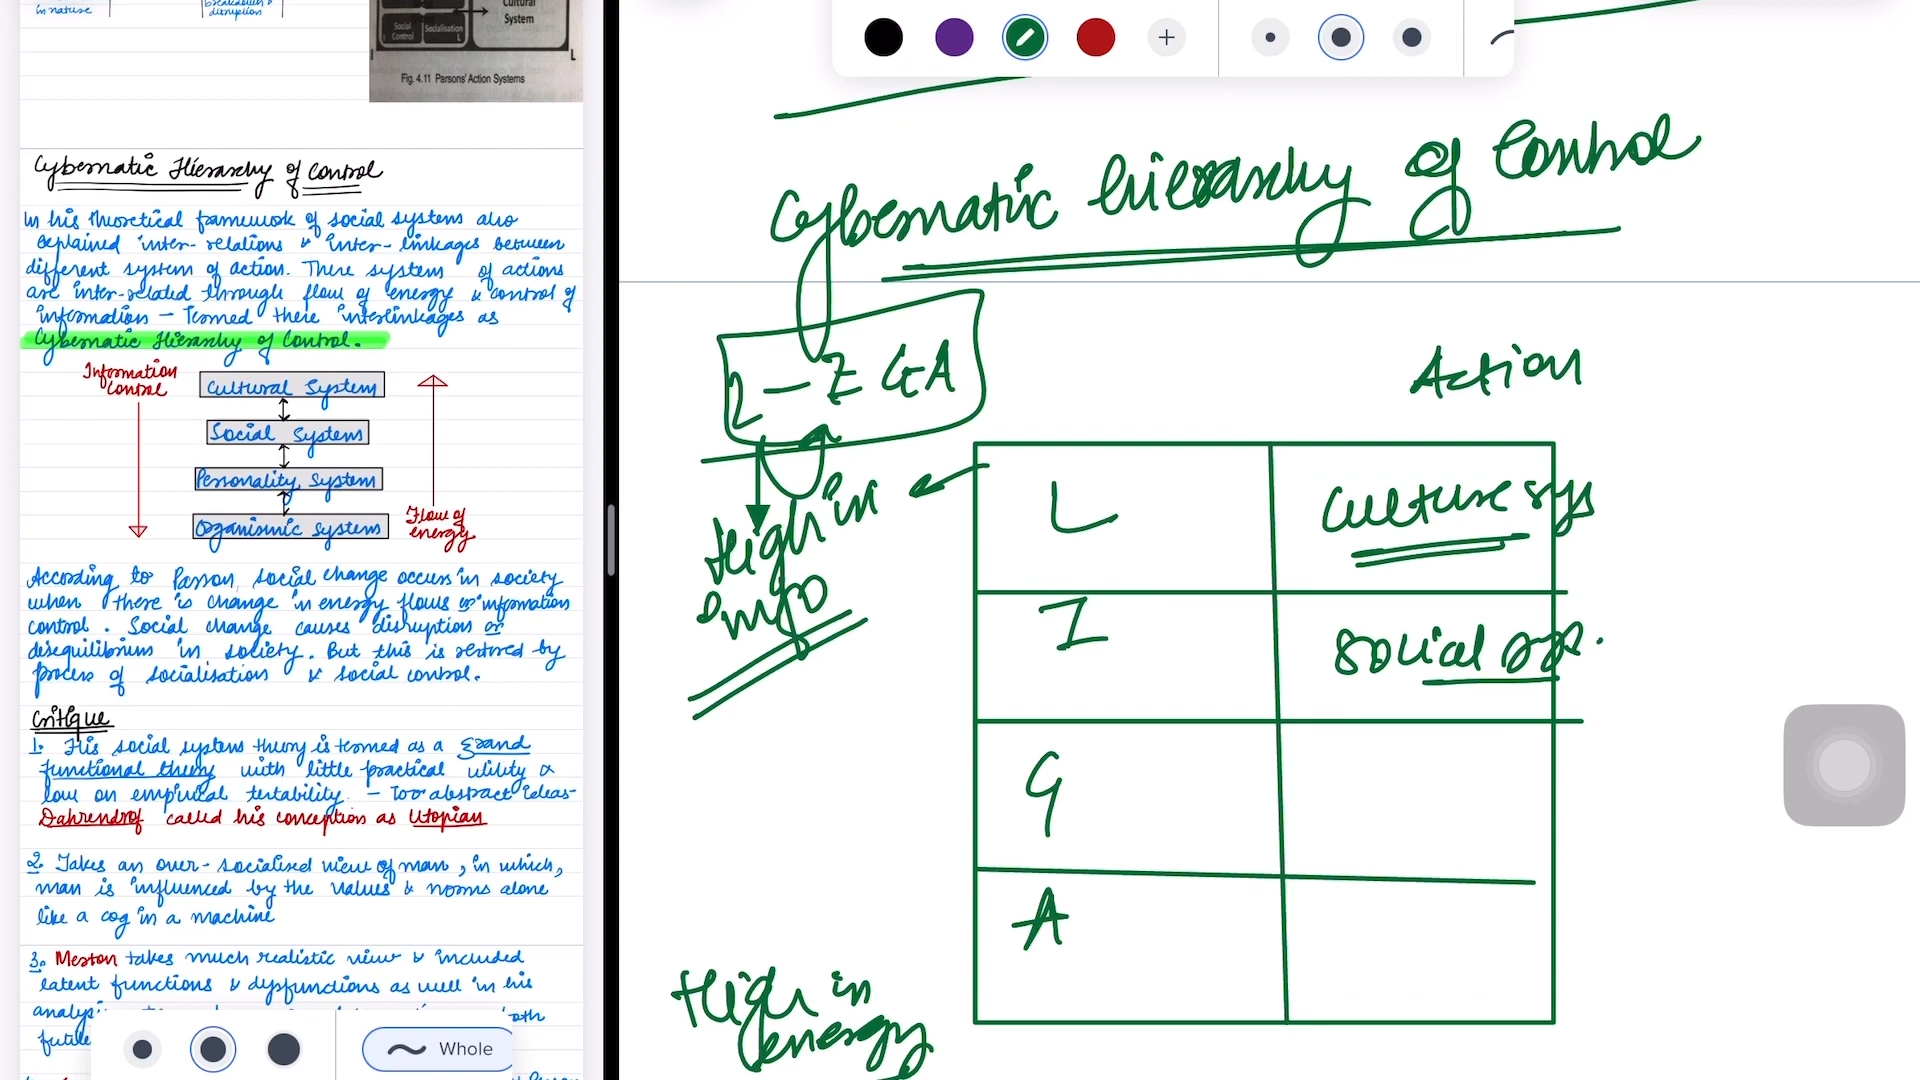 in nature
breakdown &
disruption
Cultural
System
Social
Control
Socialisation
I
L
L
Fig. 4.11 Parsons' Action Systems
Cybernatic Hierarchy of Control
In his theoretical framework of social systems also
explained inter-relations & inter-linkages between
different system of action. These system of actions
are inter-related through flow of energy & control of
information - Termed these interlinkages as
Cybernatic Hierarchy of Control.
Information
Control
Cultural System
Social System
Personality System
Organismic System
Flow of
energy
According to Parson, social change occurs in society
when there is change in energy flows or information
control. Social change causes disruption or
disequilibrium in society. But this is restored by
process of socialisation & social control.
Critique
1. His social systems theory is termed as a grand
functional theory with little practical utility &
low on empirical testability. - Too abstract ideas-
Dahrendrof called his conception as Utopian
2. Takes an over-socialised view of man, in which,
man is influenced by the values & norms alone
like a cog in a machine
3. Merton takes much realistic view & included
latent functions & dysfunctions as well in his
Whole
Cybernatic hierarchy of Control
L-IGA
Action
High in
info
L
Culture sys
I
Social sys.
G
A
High in
energy